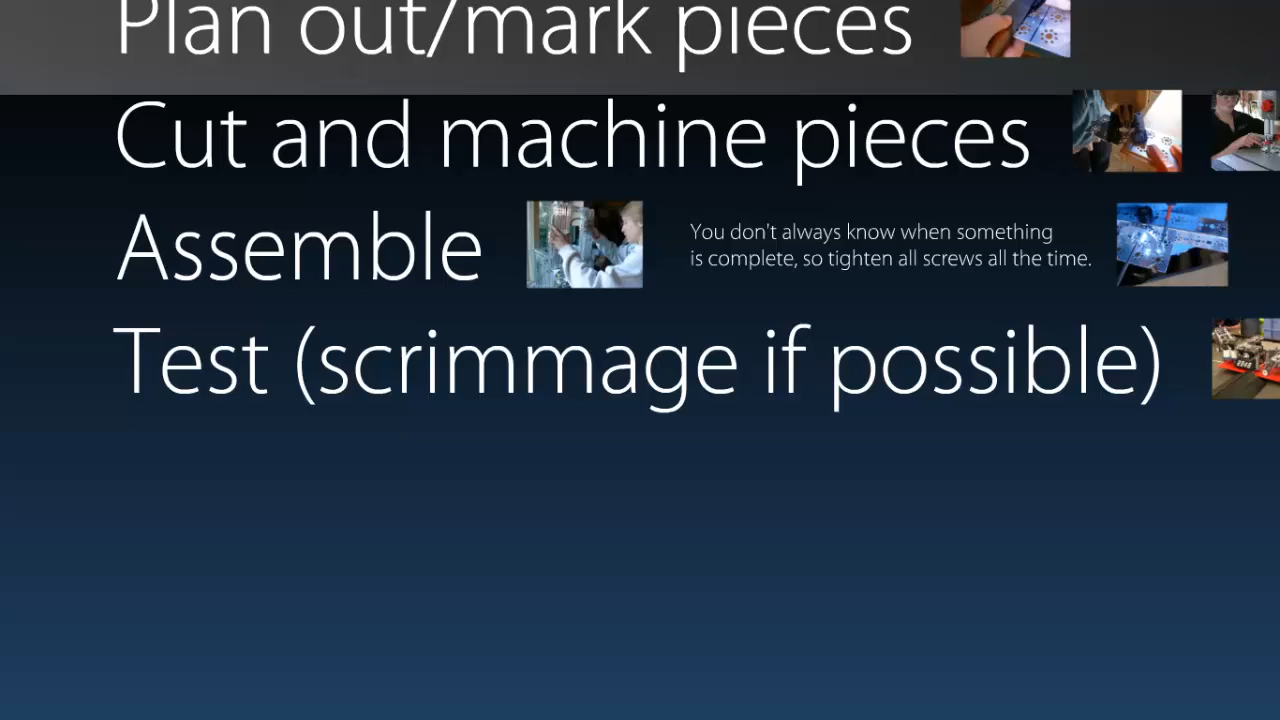 Plan out/mark pieces
Cut and machine pieces
Assemble
You don't always know when something
is complete, so tighten all screws all the time.
Test (scrimmage if possible)